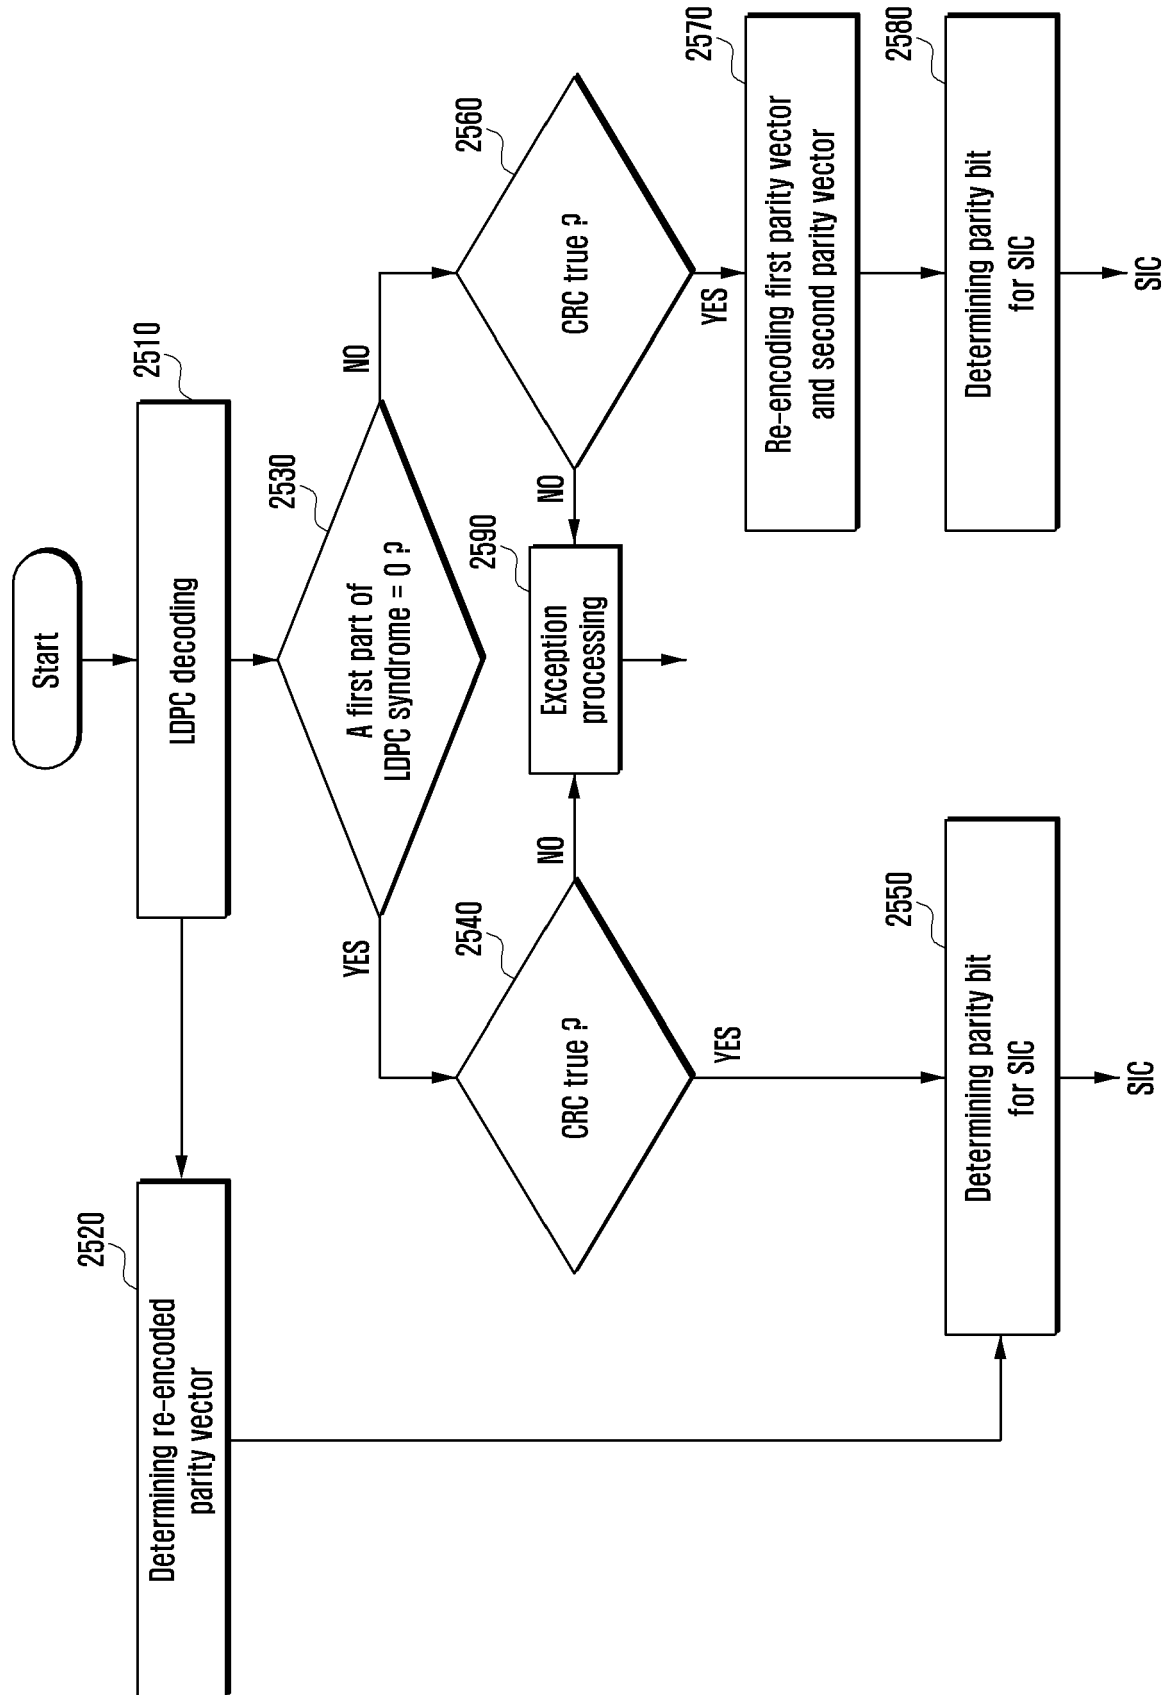 Start
2510
LDPC decoding
2520
Determining re-encoded
parity vector
2530
A first part of
LDPC syndrome = 0 ?
YES
NO
2540
CRC true ?
NO
YES
2560
CRC true ?
NO
YES
2590
Exception
processing
2570
Re-encoding first parity vector
and second parity vector
2550
Determining parity bit
for SIC
2580
Determining parity bit
for SIC
SIC
SIC